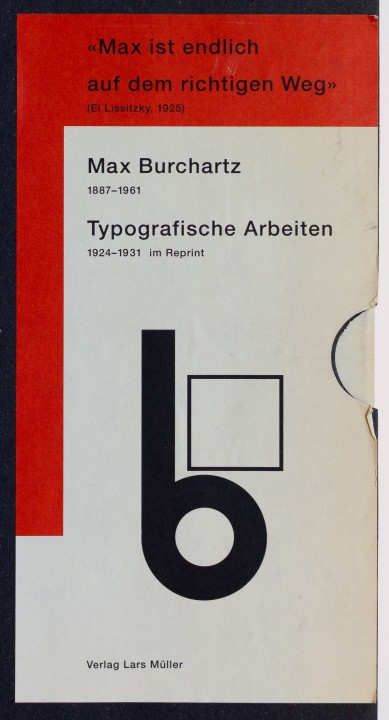 «Max ist endlich
auf dem richtigen Weg»
(El Lissitzky, 1925)
Max Burchartz
1887–1961
Typografische Arbeiten
1924–1931 im Reprint
b
Verlag Lars Müller